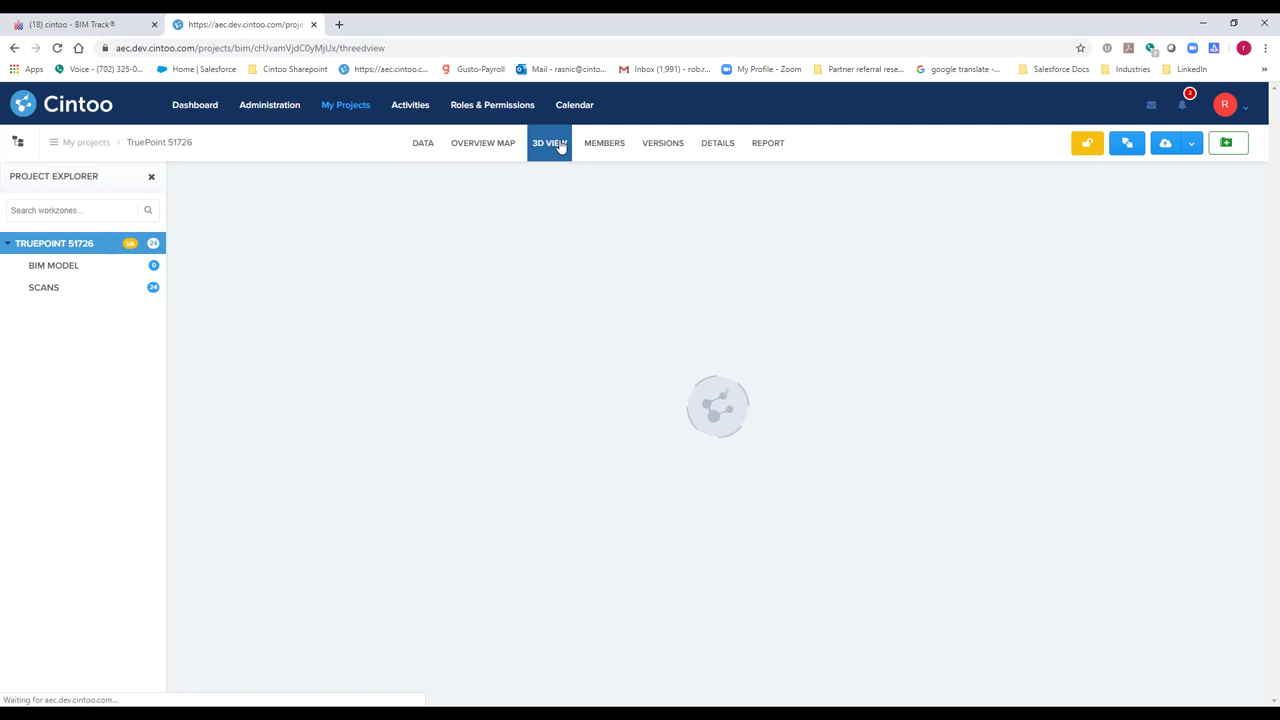 (18) cintoo - BIM Track®
https://aec.dev.cintoo.com/proje
aec.dev.cintoo.com/projects/bim/cHJvamVjdC0yMjUx/threedview
Apps Voice - (702) 325-0... Home | Salesforce Cintoo Sharepoint https://aec.cintoo.c... Gusto-Payroll Mail - rasnic@cinto... Inbox (1,991) - rob.r... My Profile - Zoom Partner referral rese... google translate -... Salesforce Docs Industries LinkedIn »
Cintoo Dashboard Administration My Projects Activities Roles & Permissions Calendar 2 R
My projects > TruePoint 51726 DATA OVERVIEW MAP 3D VIEW MEMBERS VERSIONS DETAILS REPORT
PROJECT EXPLORER
Search workzones...
TRUEPOINT 51726 VA 24
BIM MODEL 0
SCANS 24
Waiting for aec.dev.cintoo.com...